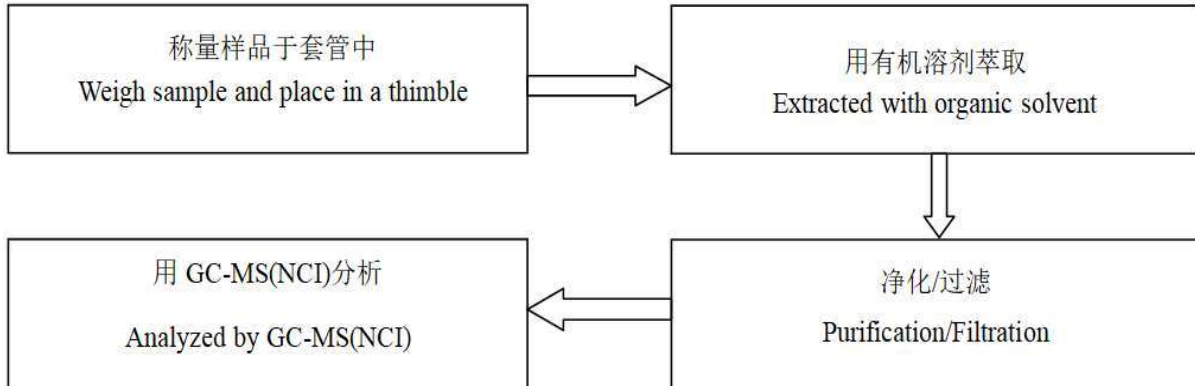 称量样品于套管中
Weigh sample and place in a thimble
用有机溶剂萃取
Extracted with organic solvent
净化/过滤
Purification/Filtration
用 GC-MS(NCI)分析
Analyzed by GC-MS(NCI)